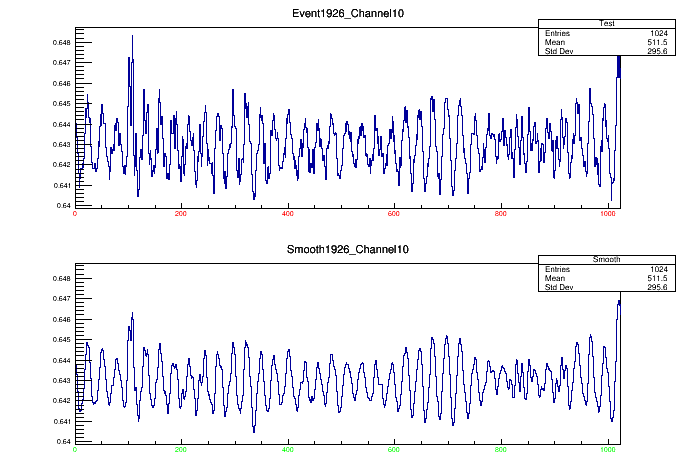 Event1926_Channel10
Test
Entries 1024
Mean 511.5
Std Dev 295.6
0.648
0.647
0.646
0.645
0.644
0.643
0.642
0.641
0.64
0 200 400 600 800 1000
Smooth1926_Channel10
Smooth
Entries 1024
Mean 511.5
Std Dev 295.6
0.648
0.647
0.646
0.645
0.644
0.643
0.642
0.641
0.64
0 200 400 600 800 1000